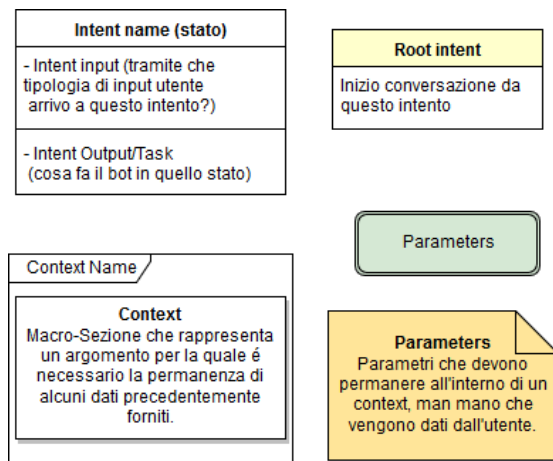 Intent name (stato)
- Intent input (tramite che
tipologia di input utente
arrivo a questo intento?)
- Intent Output/Task
(cosa fa il bot in quello stato)
Root intent
Inizio conversazione da
questo intento
Parameters
Context Name
Context
Macro-Sezione che rappresenta
un argomento per la quale é
necessario la permanenza di
alcuni dati precedentemente
forniti.
Parameters
Parametri che devono
permanere all'interno di un
context, man mano che
vengono dati dall'utente.